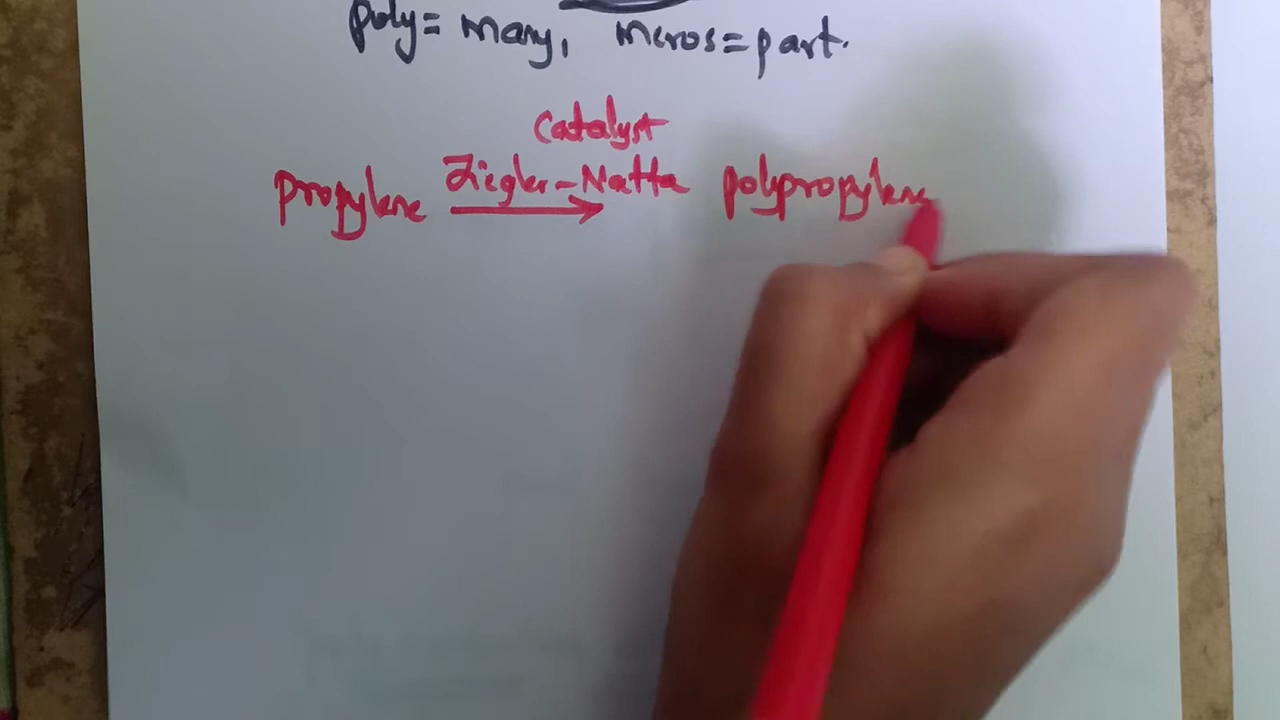 poly= many, meros=part.
Catalyst
propylene Ziegler-Natta polypropylene